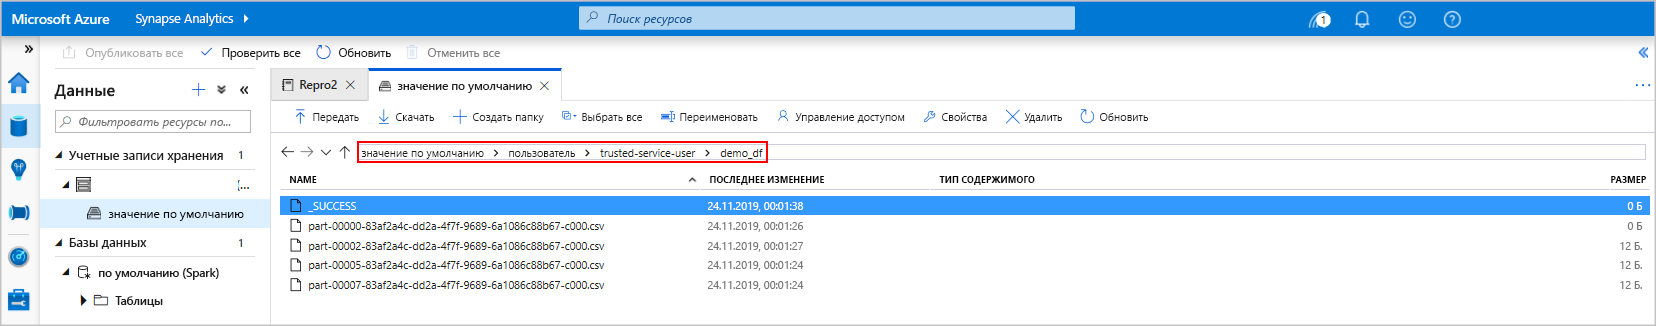 Microsoft Azure Synapse Analytics Поиск ресурсов 1
Опубликовать все Проверить все Обновить Отменить все
Данные
Фильтровать ресурсы по...
Учетные записи хранения 1
[...
значение по умолчанию
Базы данных 1
по умолчанию (Spark)
Таблицы
Repro2 значение по умолчанию
Передать Скачать Создать папку Выбрать все Переименовать Управление доступом Свойства Удалить Обновить
значение по умолчанию > пользователь > trusted-service-user > demo_df
NAME ПОСЛЕДНЕЕ ИЗМЕНЕНИЕ ТИП СОДЕРЖИМОГО РАЗМЕР
_SUCCESS 24.11.2019, 00:01:38 0 Б
part-00000-83af2a4c-dd2a-4f7f-9689-6a1086c88b67-c000.csv 24.11.2019, 00:01:26 0 Б
part-00002-83af2a4c-dd2a-4f7f-9689-6a1086c88b67-c000.csv 24.11.2019, 00:01:27 12 Б.
part-00005-83af2a4c-dd2a-4f7f-9689-6a1086c88b67-c000.csv 24.11.2019, 00:01:24 12 Б.
part-00007-83af2a4c-dd2a-4f7f-9689-6a1086c88b67-c000.csv 24.11.2019, 00:01:24 12 Б.